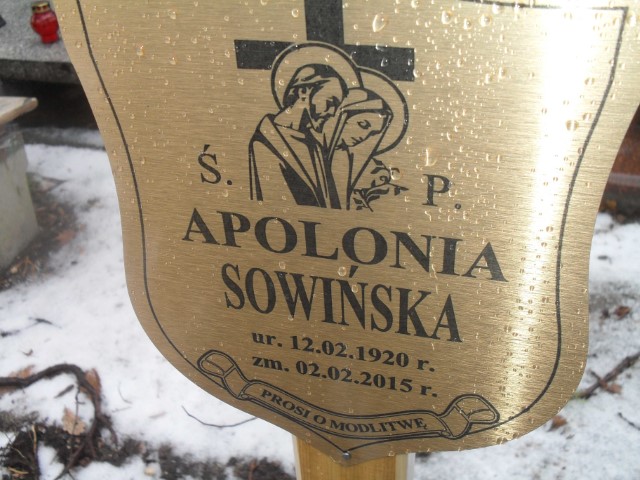 Ś. P.
APOLONIA
SOWIŃSKA
ur. 12.02.1920 r.
zm. 02.02.2015 r.
PROSI O MODLITWĘ